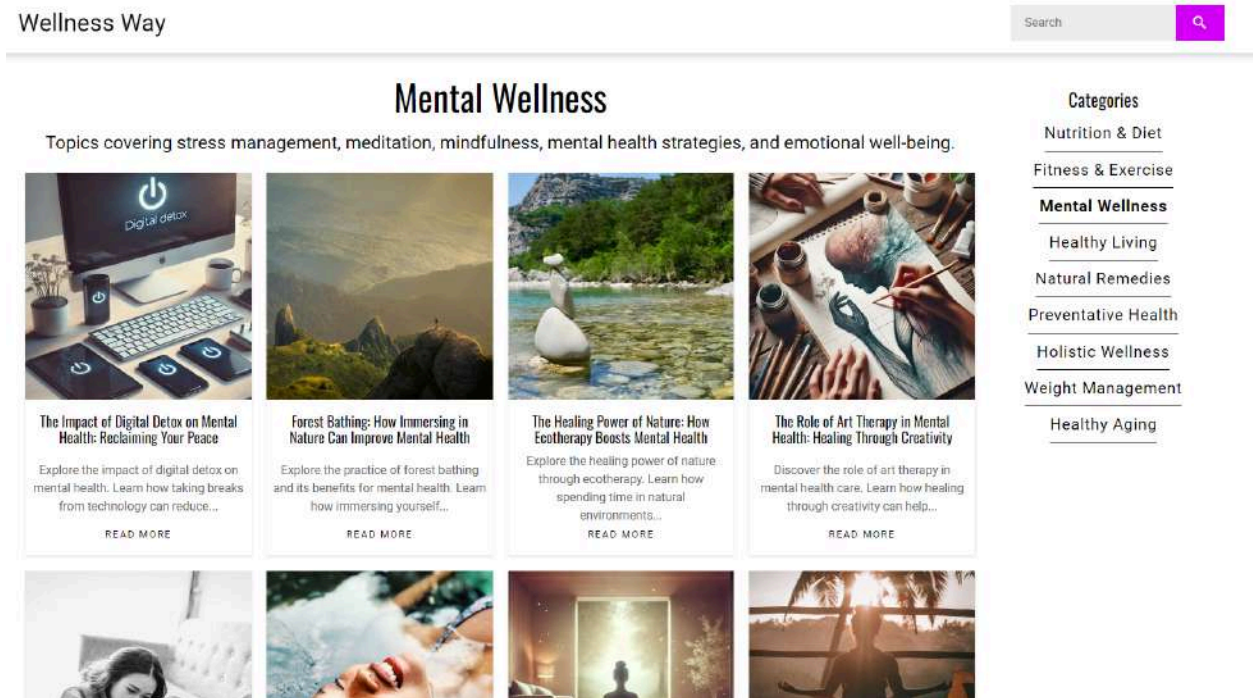 Wellness Way
Search
Mental Wellness
Topics covering stress management, meditation, mindfulness, mental health strategies, and emotional well-being.
Digital detox
The Impact of Digital Detox on Mental
Health: Reclaiming Your Peace
Explore the impact of digital detox on
mental health. Learn how taking breaks
from technology can reduce...
READ MORE
Forest Bathing: How Immersing in
Nature Can Improve Mental Health
Explore the practice of forest bathing
and its benefits for mental health. Learn
how immersing yourself...
READ MORE
The Healing Power of Nature: How
Ecotherapy Boosts Mental Health
Explore the healing power of nature
through ecotherapy. Learn how
spending time in natural
environments...
READ MORE
The Role of Art Therapy in Mental
Health: Healing Through Creativity
Discover the role of art therapy in
mental health care. Learn how healing
through creativity can help...
READ MORE
Categories
Nutrition & Diet
Fitness & Exercise
Mental Wellness
Healthy Living
Natural Remedies
Preventative Health
Holistic Wellness
Weight Management
Healthy Aging